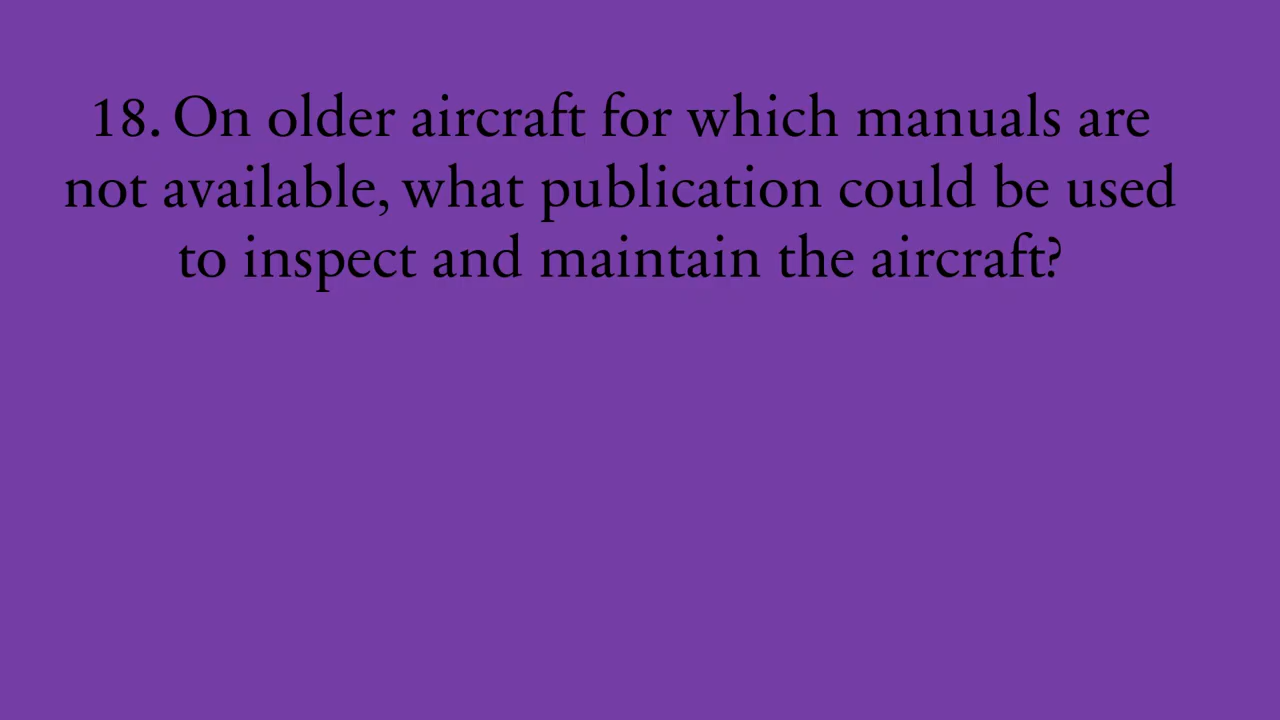 18. On older aircraft for which manuals are
not available, what publication could be used
to inspect and maintain the aircraft?